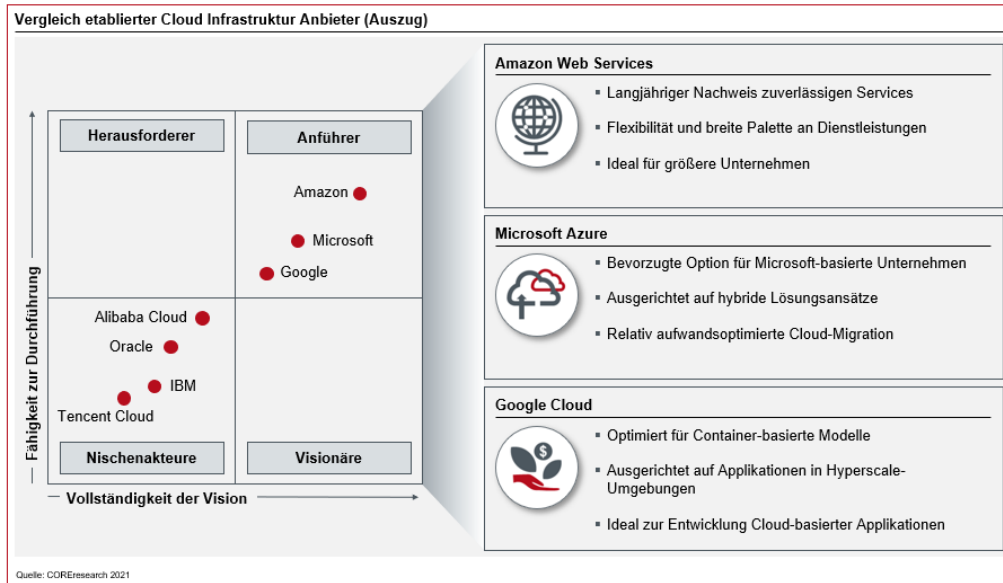 Vergleich etablierter Cloud Infrastruktur Anbieter (Auszug)
Fähigkeit zur Durchführung
Herausforderer
Anführer
Amazon
Microsoft
Google
Alibaba Cloud
Oracle
IBM
Tencent Cloud
Nischenakteure
Visionäre
Vollständigkeit der Vision
Amazon Web Services
▪ Langjähriger Nachweis zuverlässigen Services
▪ Flexibilität und breite Palette an Dienstleistungen
▪ Ideal für größere Unternehmen
Microsoft Azure
▪ Bevorzugte Option für Microsoft-basierte Unternehmen
▪ Ausgerichtet auf hybride Lösungsansätze
▪ Relativ aufwandsoptimierte Cloud-Migration
Google Cloud
$
▪ Optimiert für Container-basierte Modelle
▪ Ausgerichtet auf Applikationen in Hyperscale-
Umgebungen
▪ Ideal zur Entwicklung Cloud-basierter Applikationen
Quelle: COREresearch 2021